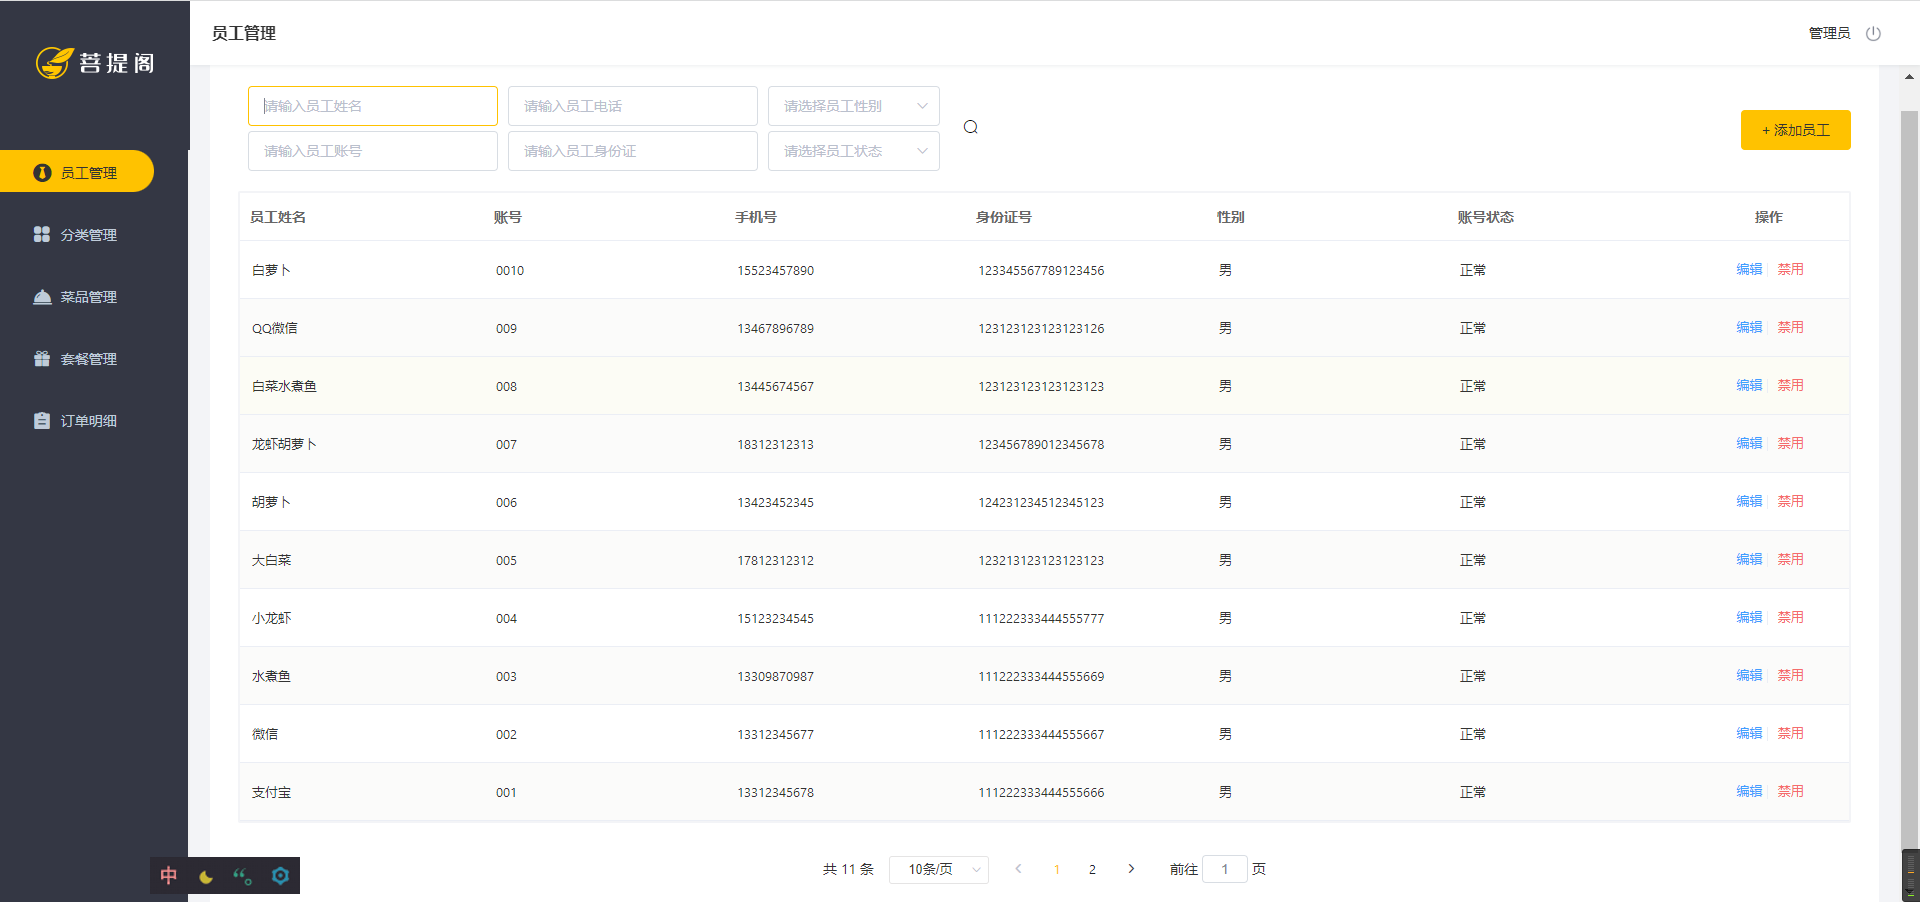 菩提阁
员工管理
管理员
员工管理
分类管理
菜品管理
套餐管理
订单明细
请输入员工姓名 请输入员工电话 请选择员工性别
请输入员工账号 请输入员工身份证 请选择员工状态
+ 添加员工
员工姓名 账号 手机号 身份证号 性别 账号状态 操作
白萝卜 0010 15523457890 123345567789123456 男 正常 编辑 禁用
QQ微信 009 13467896789 123123123123123126 男 正常 编辑 禁用
白菜水煮鱼 008 13445674567 123123123123123123 男 正常 编辑 禁用
龙虾胡萝卜 007 18312312313 123456789012345678 男 正常 编辑 禁用
胡萝卜 006 13423452345 124231234512345123 男 正常 编辑 禁用
大白菜 005 17812312312 123213123123123123 男 正常 编辑 禁用
小龙虾 004 15123234545 111222333444555777 男 正常 编辑 禁用
水煮鱼 003 13309870987 111222333444555669 男 正常 编辑 禁用
微信 002 13312345677 111222333444555667 男 正常 编辑 禁用
支付宝 001 13312345678 111222333444555666 男 正常 编辑 禁用
共 11 条 10条/页 1 2 前往 1 页
中